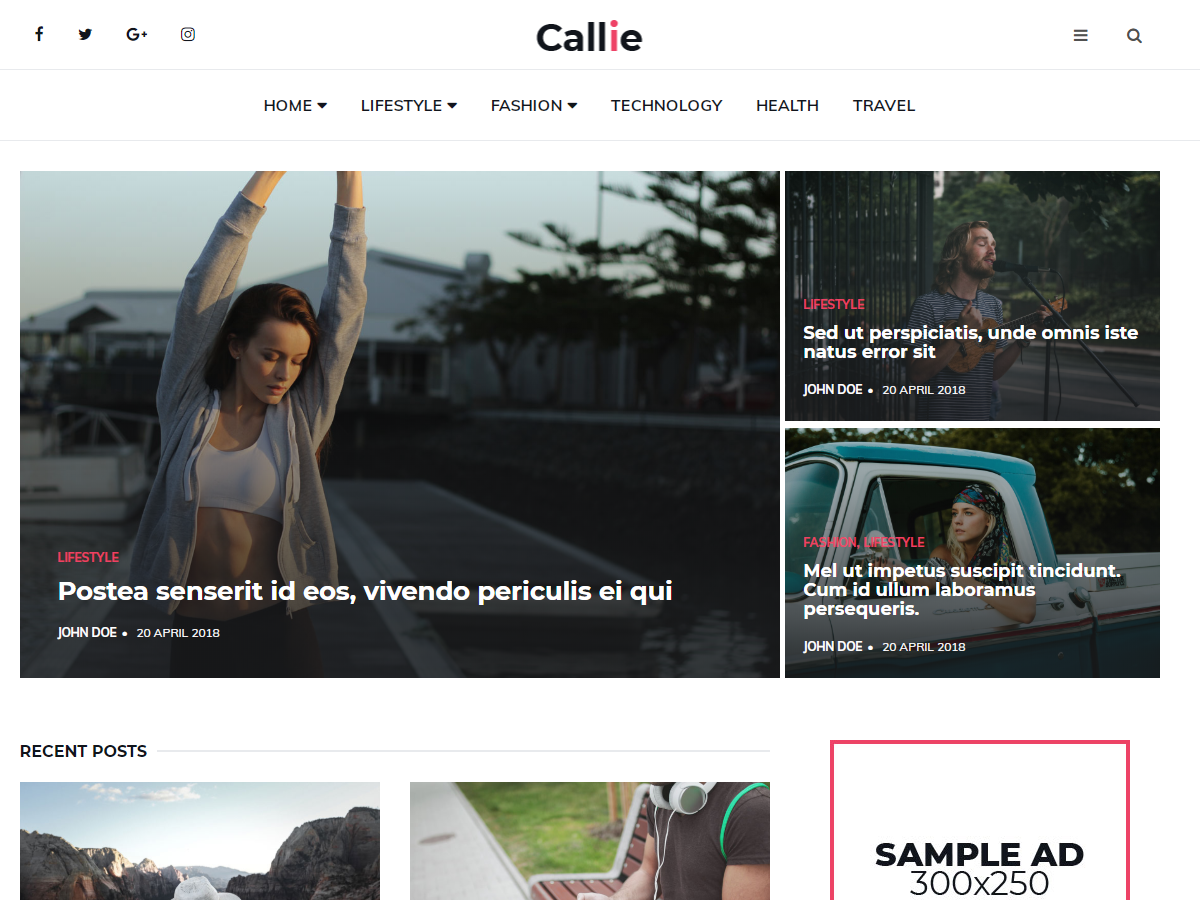 Callie
HOME
LIFESTYLE
FASHION
TECHNOLOGY
HEALTH
TRAVEL
LIFESTYLE
Postea senserit id eos, vivendo periculis ei qui
JOHN DOE • 20 APRIL 2018
LIFESTYLE
Sed ut perspiciatis, unde omnis iste
natus error sit
JOHN DOE • 20 APRIL 2018
FASHION, LIFESTYLE
Mel ut impetus suscipit tincidunt.
Cum id ullum laboramus
persequeris.
JOHN DOE • 20 APRIL 2018
RECENT POSTS
SAMPLE AD
300x250